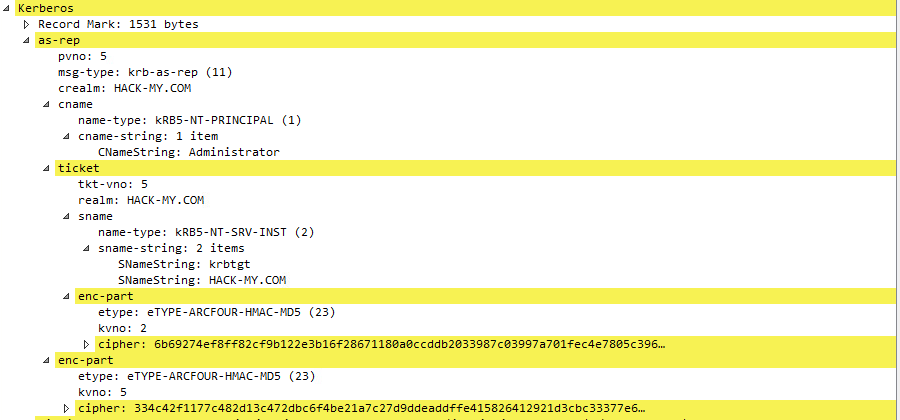 Kerberos
Record Mark: 1531 bytes
as-rep
pvno: 5
msg-type: krb-as-rep (11)
crealm: HACK-MY.COM
cname
name-type: kRB5-NT-PRINCIPAL (1)
cname-string: 1 item
CNameString: Administrator
ticket
tkt-vno: 5
realm: HACK-MY.COM
sname
name-type: kRB5-NT-SRV-INST (2)
sname-string: 2 items
SNameString: krbtgt
SNameString: HACK-MY.COM
enc-part
etype: eTYPE-ARCFOUR-HMAC-MD5 (23)
kvno: 2
cipher: 6b69274ef8ff82cf9b122e3b16f28671180a0ccddb2033987c03997a701fec4e7805c396…
enc-part
etype: eTYPE-ARCFOUR-HMAC-MD5 (23)
kvno: 5
cipher: 334c42f1177c482d13c472dbc6f4be21a7c27d9ddeaddffe415826412921d3cbc33377e6…